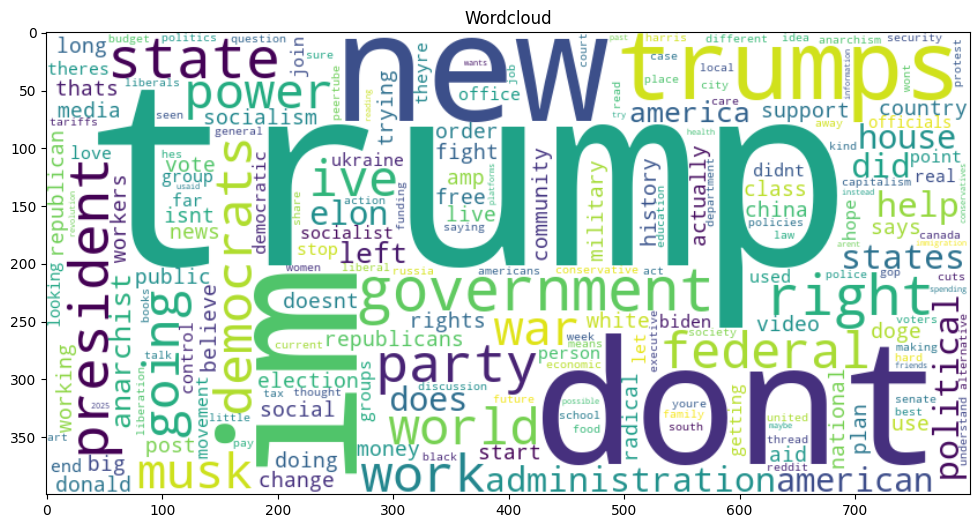 Wordcloud
0
50
100
150
200
250
300
350
0 100 200 300 400 500 600 700
long budget politics question join sure new trumps harris different idea anarchism security
theres liberals state theyre wants court past case local information wont protest
thats power peertube trying office job try read place city care america support country
media socialism tariffs seen general order away officials
trump
love vote hes usaid group far isnt news democratic ukraine action share elon socialist stop left ive funding
fight amp free live saying platforms community military history education actually department health
didnt class china policies law kind capitalism hope house did point real help says instead arent canada immigration states
republican revolution looking president workers anarchist democrats
public women liberal russia americans conservative act used police gop cuts spending
going books believe control im doesnt government right political
rights war white biden executive society video doge voters
republicans current week means economic person let federal making hard friends
talk liberation election tax thought social groups discussion party does future possible dont
working 2025 art movement little pay world school food radical youre family south getting united maybe thread national plan senate best use understand alternative
post money black start aid reddit
end big donald musk doing change work administration american